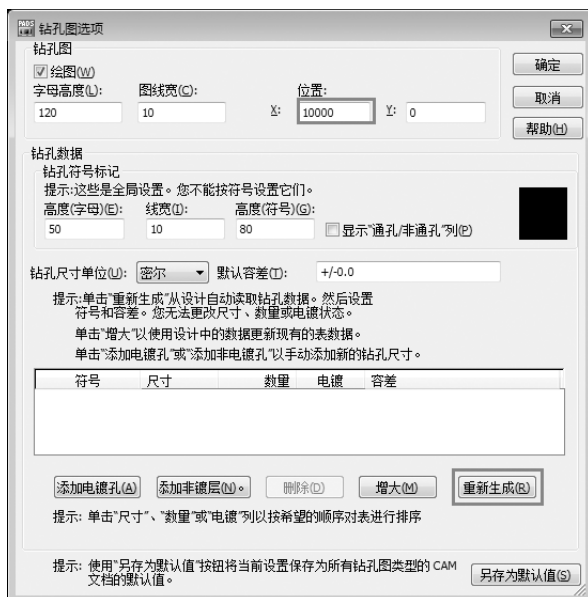 PADS
钻孔图选项
钻孔图
绘图(W)
字母高度(L): 图线宽(C): 位置:
120 10 X: 10000 Y: 0
确定
取消
帮助(H)
钻孔数据
钻孔符号标记
提示:这些是全局设置。您不能按符号设置它们。
高度(字母)(E): 线宽(I): 高度(符号)(G):
50 10 80 显示"通孔/非通孔"列(P)
钻孔尺寸单位(U): 密尔 默认容差(T): +/-0.0
提示:单击"重新生成"从设计自动读取钻孔数据。然后设置
符号和容差。您无法更改尺寸、数量或电镀状态。
单击"增大"以使用设计中的数据更新现有的表数据。
单击"添加电镀孔"或"添加非电镀孔"以手动添加新的钻孔尺寸。
符号 尺寸 数量 电镀 容差
添加电镀孔(A) 添加非镀层(N)。 删除(D) 增大(M) 重新生成(R)
提示: 单击"尺寸"、"数量"或"电镀"列以按希望的顺序对表进行排序
提示: 使用"另存为默认值"按钮将当前设置保存为所有钻孔图类型的 CAM
文档的默认值。
另存为默认值(S)